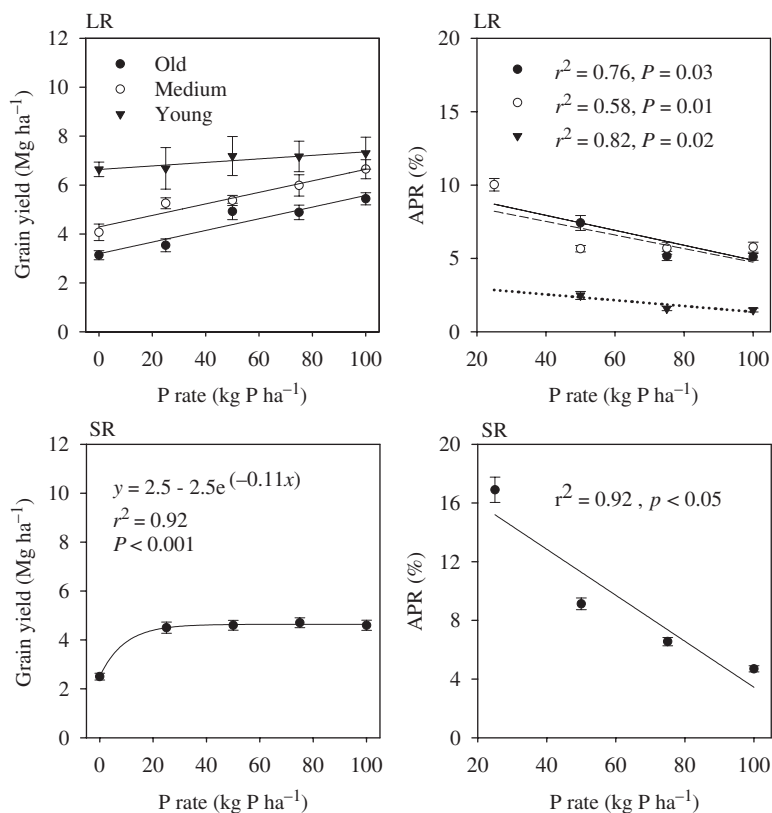 LR
12
10
8
6
4
2
0
Grain yield (Mg ha⁻¹)
Old
Medium
Young
0 20 40 60 80 100
P rate (kg P ha⁻¹)
LR
20
15
10
5
0
APR (%)
r² = 0.76, P = 0.03
r² = 0.58, P = 0.01
r² = 0.82, P = 0.02
40 60 80 100
P rate (kg P ha⁻¹)
SR
12
10
8
6
4
2
0
Grain yield (Mg ha⁻¹)
y = 2.5 - 2.5e^(–0.11x)
r² = 0.92
P < 0.001
0 20 40 60 80 100
P rate (kg P ha⁻¹)
SR
20
16
12
8
4
0
APR (%)
r² = 0.92 , p < 0.05
20 40 60 80 100
P rate (kg P ha⁻¹)